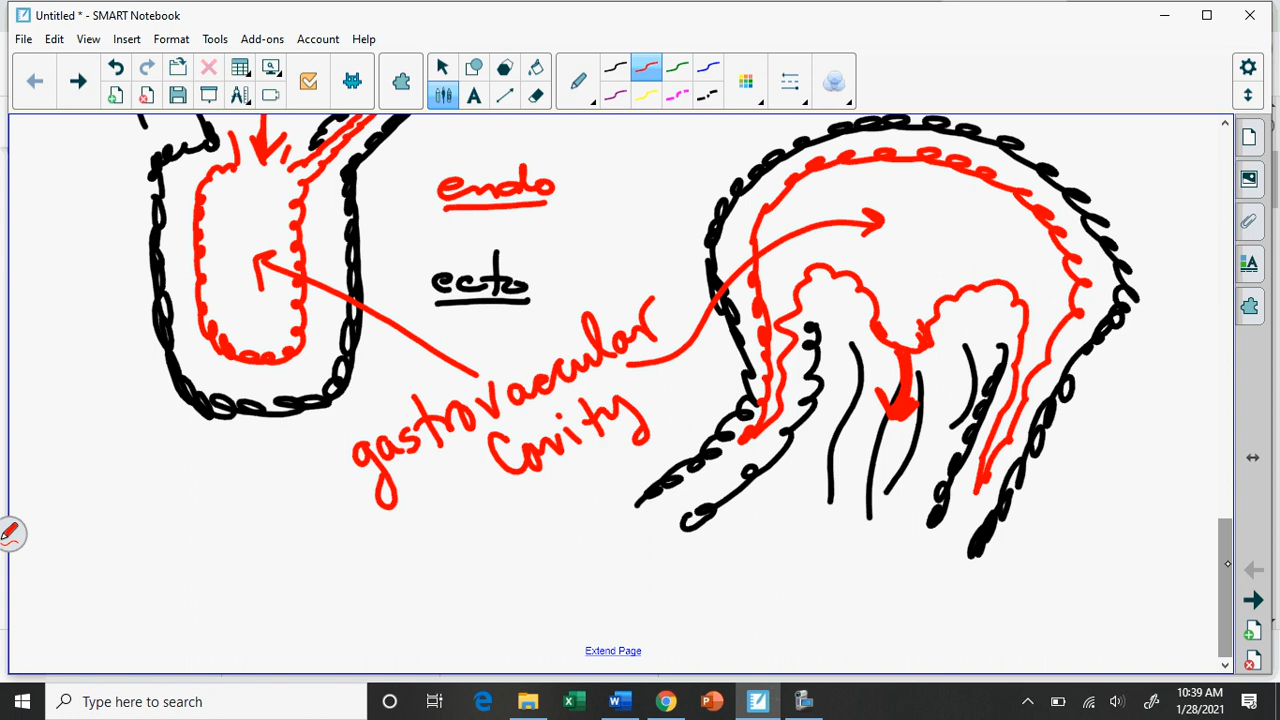 Untitled * - SMART Notebook
File Edit View Insert Format Tools Add-ons Account Help
endo
ecto
gastrovaccular
cavity
Extend Page
Type here to search
10:39 AM
1/28/2021